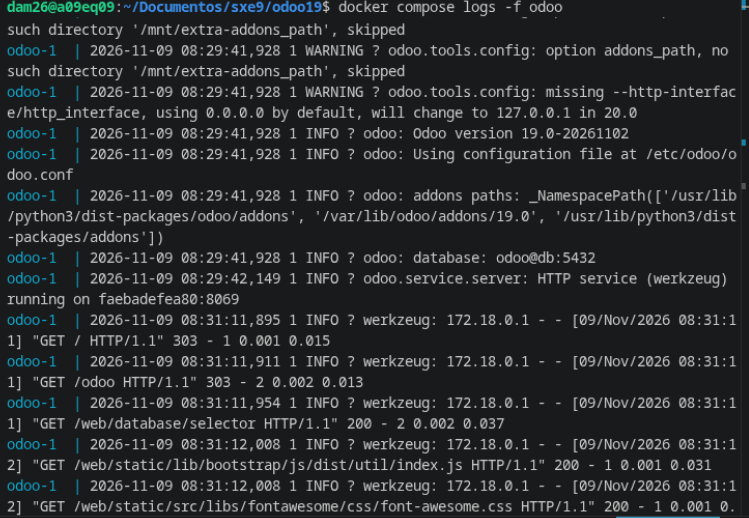 dam26@a09eq09:~/Documentos/sxe9/odoo19$ docker compose logs -f odoo
such directory '/mnt/extra-addons_path', skipped
odoo-1  | 2026-11-09 08:29:41,928 1 WARNING ? odoo.tools.config: option addons_path, no
such directory '/mnt/extra-addons_path', skipped
odoo-1  | 2026-11-09 08:29:41,928 1 WARNING ? odoo.tools.config: missing --http-interfac
e/http_interface, using 0.0.0.0 by default, will change to 127.0.0.1 in 20.0
odoo-1  | 2026-11-09 08:29:41,928 1 INFO ? odoo: Odoo version 19.0-20261102
odoo-1  | 2026-11-09 08:29:41,928 1 INFO ? odoo: Using configuration file at /etc/odoo/o
doo.conf
odoo-1  | 2026-11-09 08:29:41,928 1 INFO ? odoo: addons paths: _NamespacePath(['/usr/lib
/python3/dist-packages/odoo/addons', '/var/lib/odoo/addons/19.0', '/usr/lib/python3/dist
-packages/addons'])
odoo-1  | 2026-11-09 08:29:41,928 1 INFO ? odoo: database: odoo@db:5432
odoo-1  | 2026-11-09 08:29:42,149 1 INFO ? odoo.service.server: HTTP service (werkzeug)
running on faebadefea80:8069
odoo-1  | 2026-11-09 08:31:11,895 1 INFO ? werkzeug: 172.18.0.1 - - [09/Nov/2026 08:31:1
1] "GET / HTTP/1.1" 303 - 1 0.001 0.015
odoo-1  | 2026-11-09 08:31:11,911 1 INFO ? werkzeug: 172.18.0.1 - - [09/Nov/2026 08:31:1
1] "GET /odoo HTTP/1.1" 303 - 2 0.002 0.013
odoo-1  | 2026-11-09 08:31:11,954 1 INFO ? werkzeug: 172.18.0.1 - - [09/Nov/2026 08:31:1
1] "GET /web/database/selector HTTP/1.1" 200 - 2 0.002 0.037
odoo-1  | 2026-11-09 08:31:12,008 1 INFO ? werkzeug: 172.18.0.1 - - [09/Nov/2026 08:31:1
2] "GET /web/static/lib/bootstrap/js/dist/util/index.js HTTP/1.1" 200 - 1 0.001 0.031
odoo-1  | 2026-11-09 08:31:12,008 1 INFO ? werkzeug: 172.18.0.1 - - [09/Nov/2026 08:31:1
2] "GET /web/static/src/libs/fontawesome/css/font-awesome.css HTTP/1.1" 200 - 1 0.001 0.